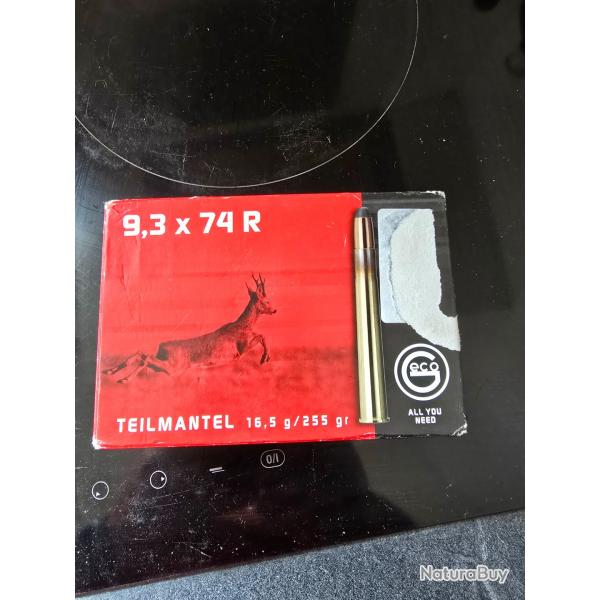 9,3 x 74 R
TEILMANTEL 16,5 g/255 gr
Geco
ALL YOU
NEED
0/I
NaturaBuy